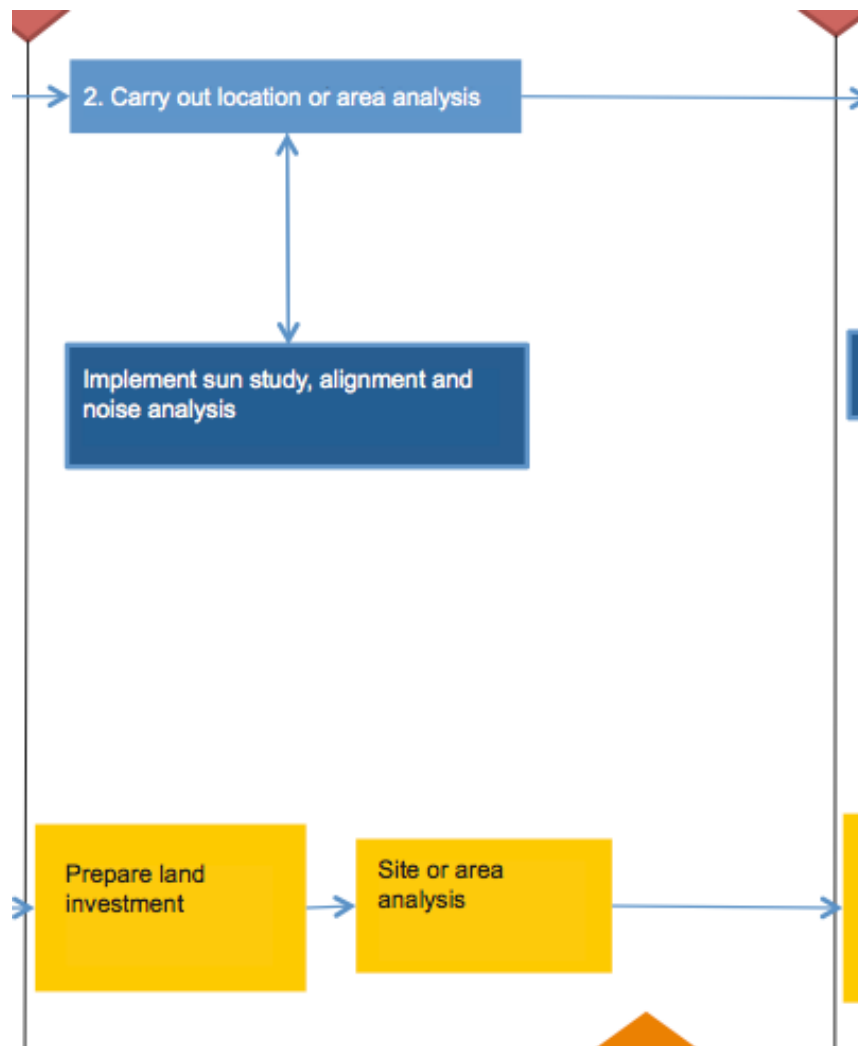 2. Carry out location or area analysis
Implement sun study, alignment and
noise analysis
Prepare land
investment
Site or area
analysis